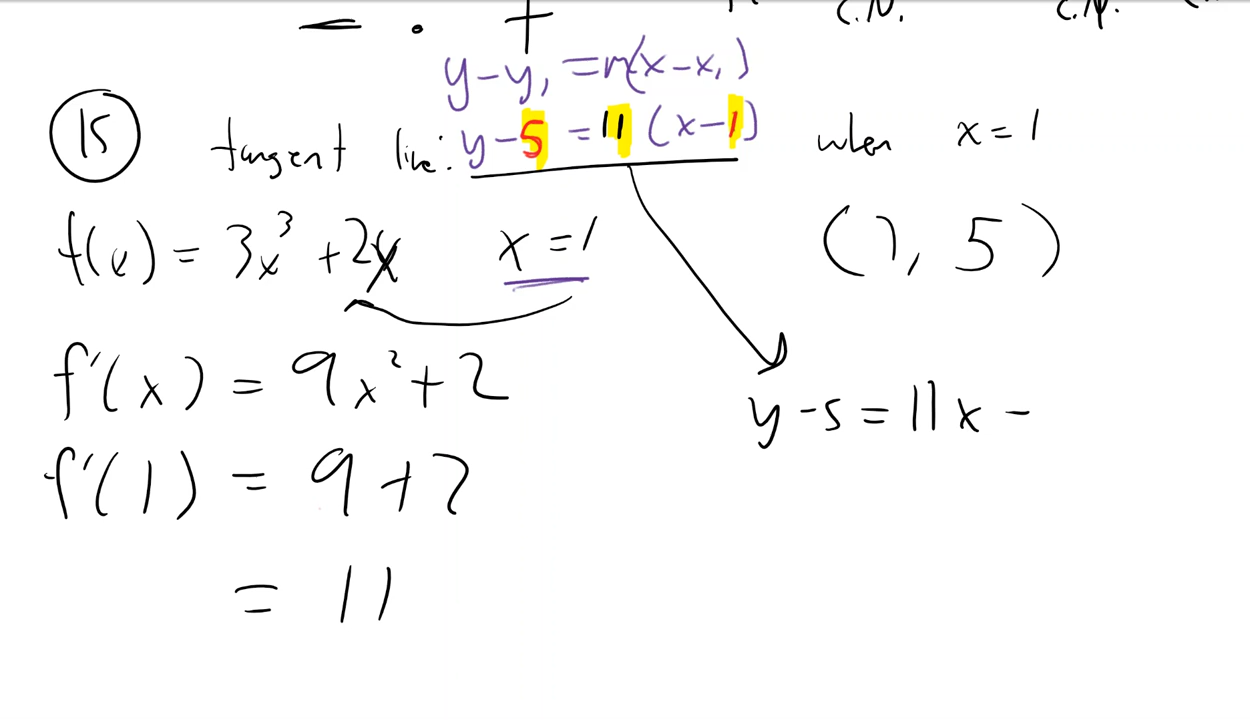 C.N. C.N.
y - y₁ = m(x - x₁)
15 tangent line: y - 5 = 11 (x - 1) when x = 1
f(x) = 3x³ + 2x x = 1 (1, 5)
f'(x) = 9x² + 2
y - 5 = 11x -
f'(1) = 9 + 2
= 11